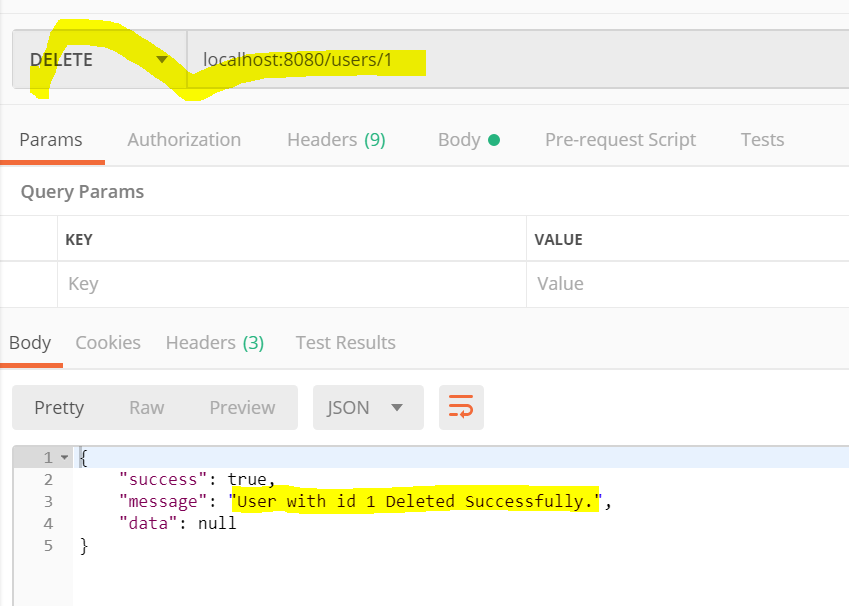 DELETE localhost:8080/users/1
Params Authorization Headers (9) Body Pre-request Script Tests
Query Params
KEY VALUE
Key Value
Body Cookies Headers (3) Test Results
Pretty Raw Preview JSON
1 {
2 "success": true,
3 "message": "User with id 1 Deleted Successfully.",
4 "data": null
5 }